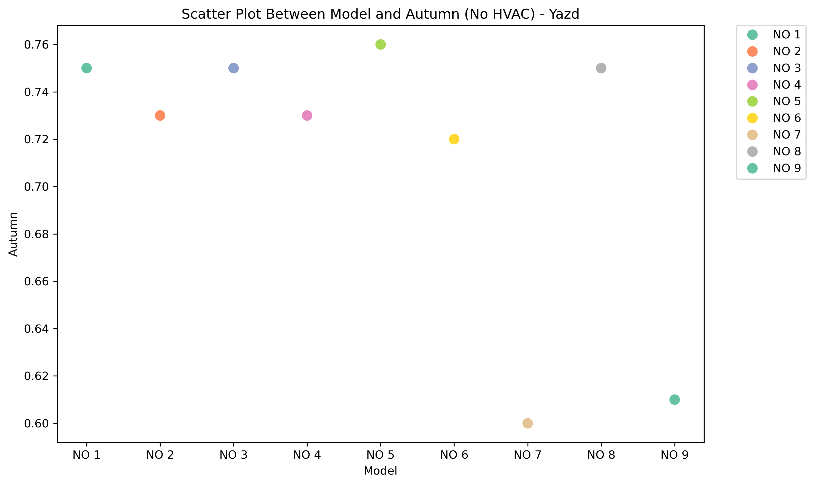 Scatter Plot Between Model and Autumn (No HVAC) - Yazd
0.76
0.74
0.72
0.70
0.68
0.66
0.64
0.62
0.60
Autumn
NO 1 NO 2 NO 3 NO 4 NO 5 NO 6 NO 7 NO 8 NO 9
Model
NO 1
NO 2
NO 3
NO 4
NO 5
NO 6
NO 7
NO 8
NO 9